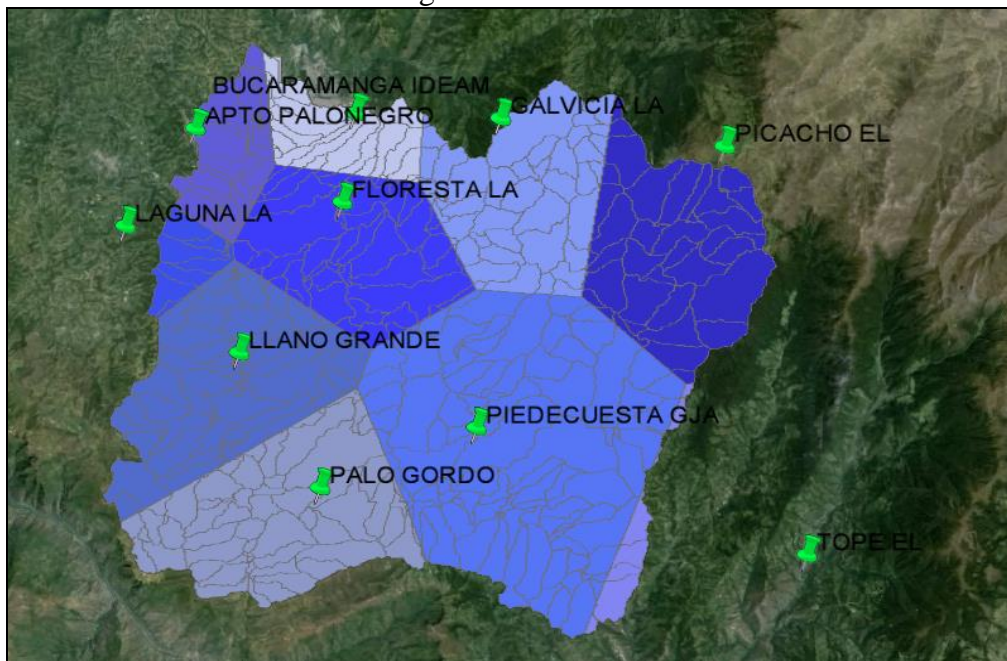 BUCARAMANGA IDEAM
GALVICIA LA
APTO PALONEGRO
PICACHO EL
FLORESTA LA
LAGUNA LA
LLANO GRANDE
PIEDECUESTA GJA
PALO GORDO
TOPE EL